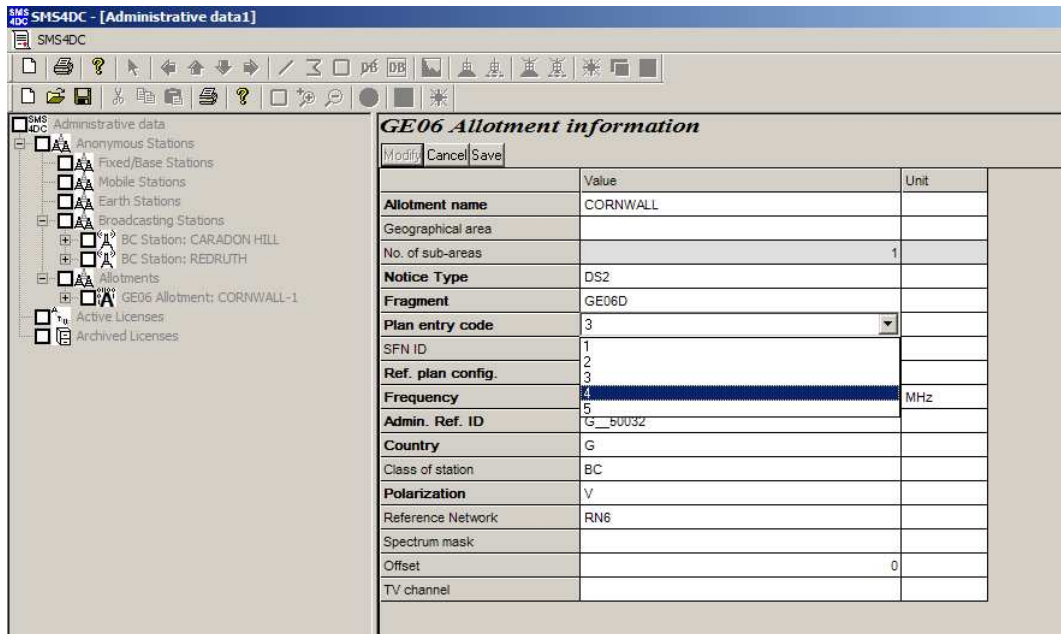 SMS4DC - [Administrative data1]
SMS4DC
Administrative data
Anonymous Stations
Fixed/Base Stations
Mobile Stations
Earth Stations
Broadcasting Stations
BC Station: CARADON HILL
BC Station: REDRUTH
Allotments
GE06 Allotment: CORNWALL-1
Active Licenses
Archived Licenses
GE06 Allotment information
Modify Cancel Save
Value Unit
Allotment name CORNWALL
Geographical area
No. of sub-areas 1
Notice Type DS2
Fragment GE06D
Plan entry code 3
SFN ID 1
2
Ref. plan config. 3
Frequency 4 MHz
5
Admin. Ref. ID G__50032
Country G
Class of station BC
Polarization V
Reference Network RN6
Spectrum mask
Offset 0
TV channel